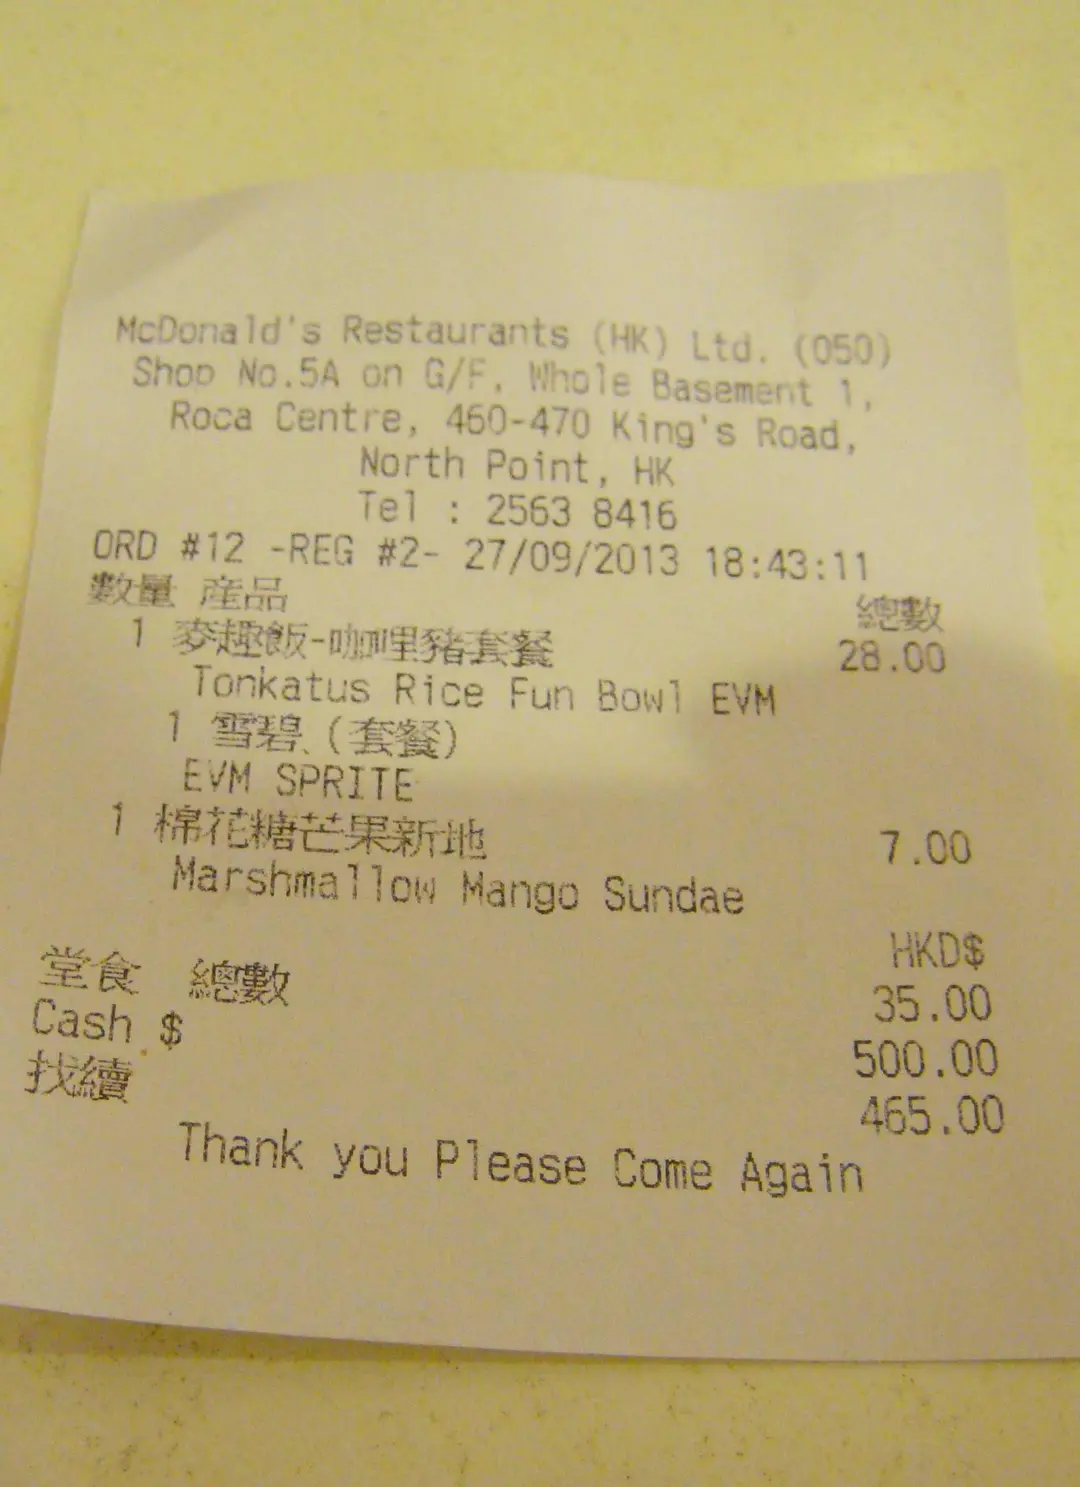 McDonald's Restaurants (HK) Ltd. (050)
Shop No.5A on G/F, Whole Basement 1,
Roca Centre, 460-470 King's Road,
North Point, HK
Tel : 2563 8416
ORD #12 -REG #2- 27/09/2013 18:43:11
數量 產品 總數
1 麥趣飯-咖哩豬套餐 28.00
Tonkatus Rice Fun Bowl EVM
1 雪碧 (套餐)
EVM SPRITE
1 棉花糖芒果新地 7.00
Marshmallow Mango Sundae
HKD$
堂食 總數 35.00
Cash $ 500.00
找續 465.00
Thank you Please Come Again